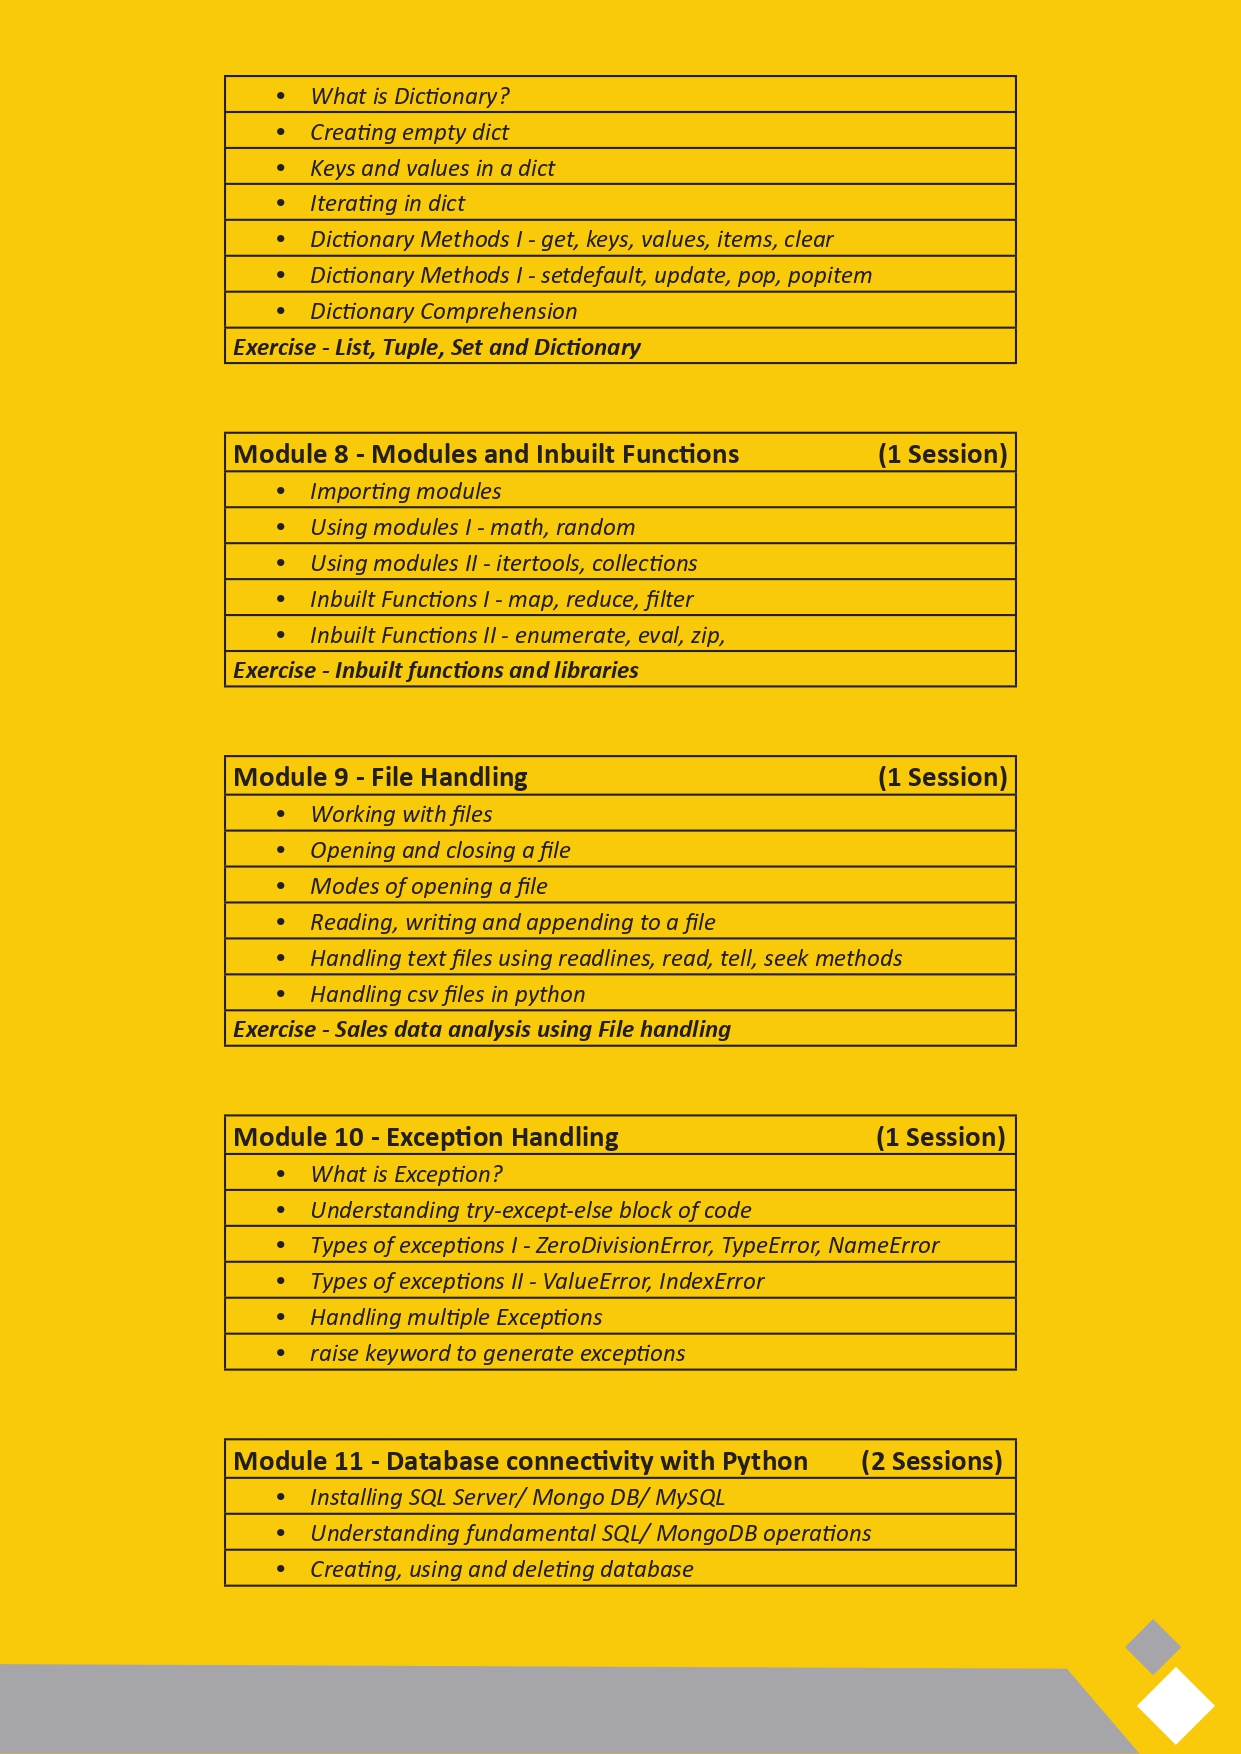 • What is Dictionary?
• Creating empty dict
• Keys and values in a dict
• Iterating in dict
• Dictionary Methods I - get, keys, values, items, clear
• Dictionary Methods I - setdefault, update, pop, popitem
• Dictionary Comprehension
Exercise - List, Tuple, Set and Dictionary
Module 8 - Modules and Inbuilt Functions (1 Session)
• Importing modules
• Using modules I - math, random
• Using modules II - itertools, collections
• Inbuilt Functions I - map, reduce, filter
• Inbuilt Functions II - enumerate, eval, zip,
Exercise - Inbuilt functions and libraries
Module 9 - File Handling (1 Session)
• Working with files
• Opening and closing a file
• Modes of opening a file
• Reading, writing and appending to a file
• Handling text files using readlines, read, tell, seek methods
• Handling csv files in python
Exercise - Sales data analysis using File handling
Module 10 - Exception Handling (1 Session)
• What is Exception?
• Understanding try-except-else block of code
• Types of exceptions I - ZeroDivisionError, TypeError, NameError
• Types of exceptions II - ValueError, IndexError
• Handling multiple Exceptions
• raise keyword to generate exceptions
Module 11 - Database connectivity with Python (2 Sessions)
• Installing SQL Server/ Mongo DB/ MySQL
• Understanding fundamental SQL/ MongoDB operations
• Creating, using and deleting database